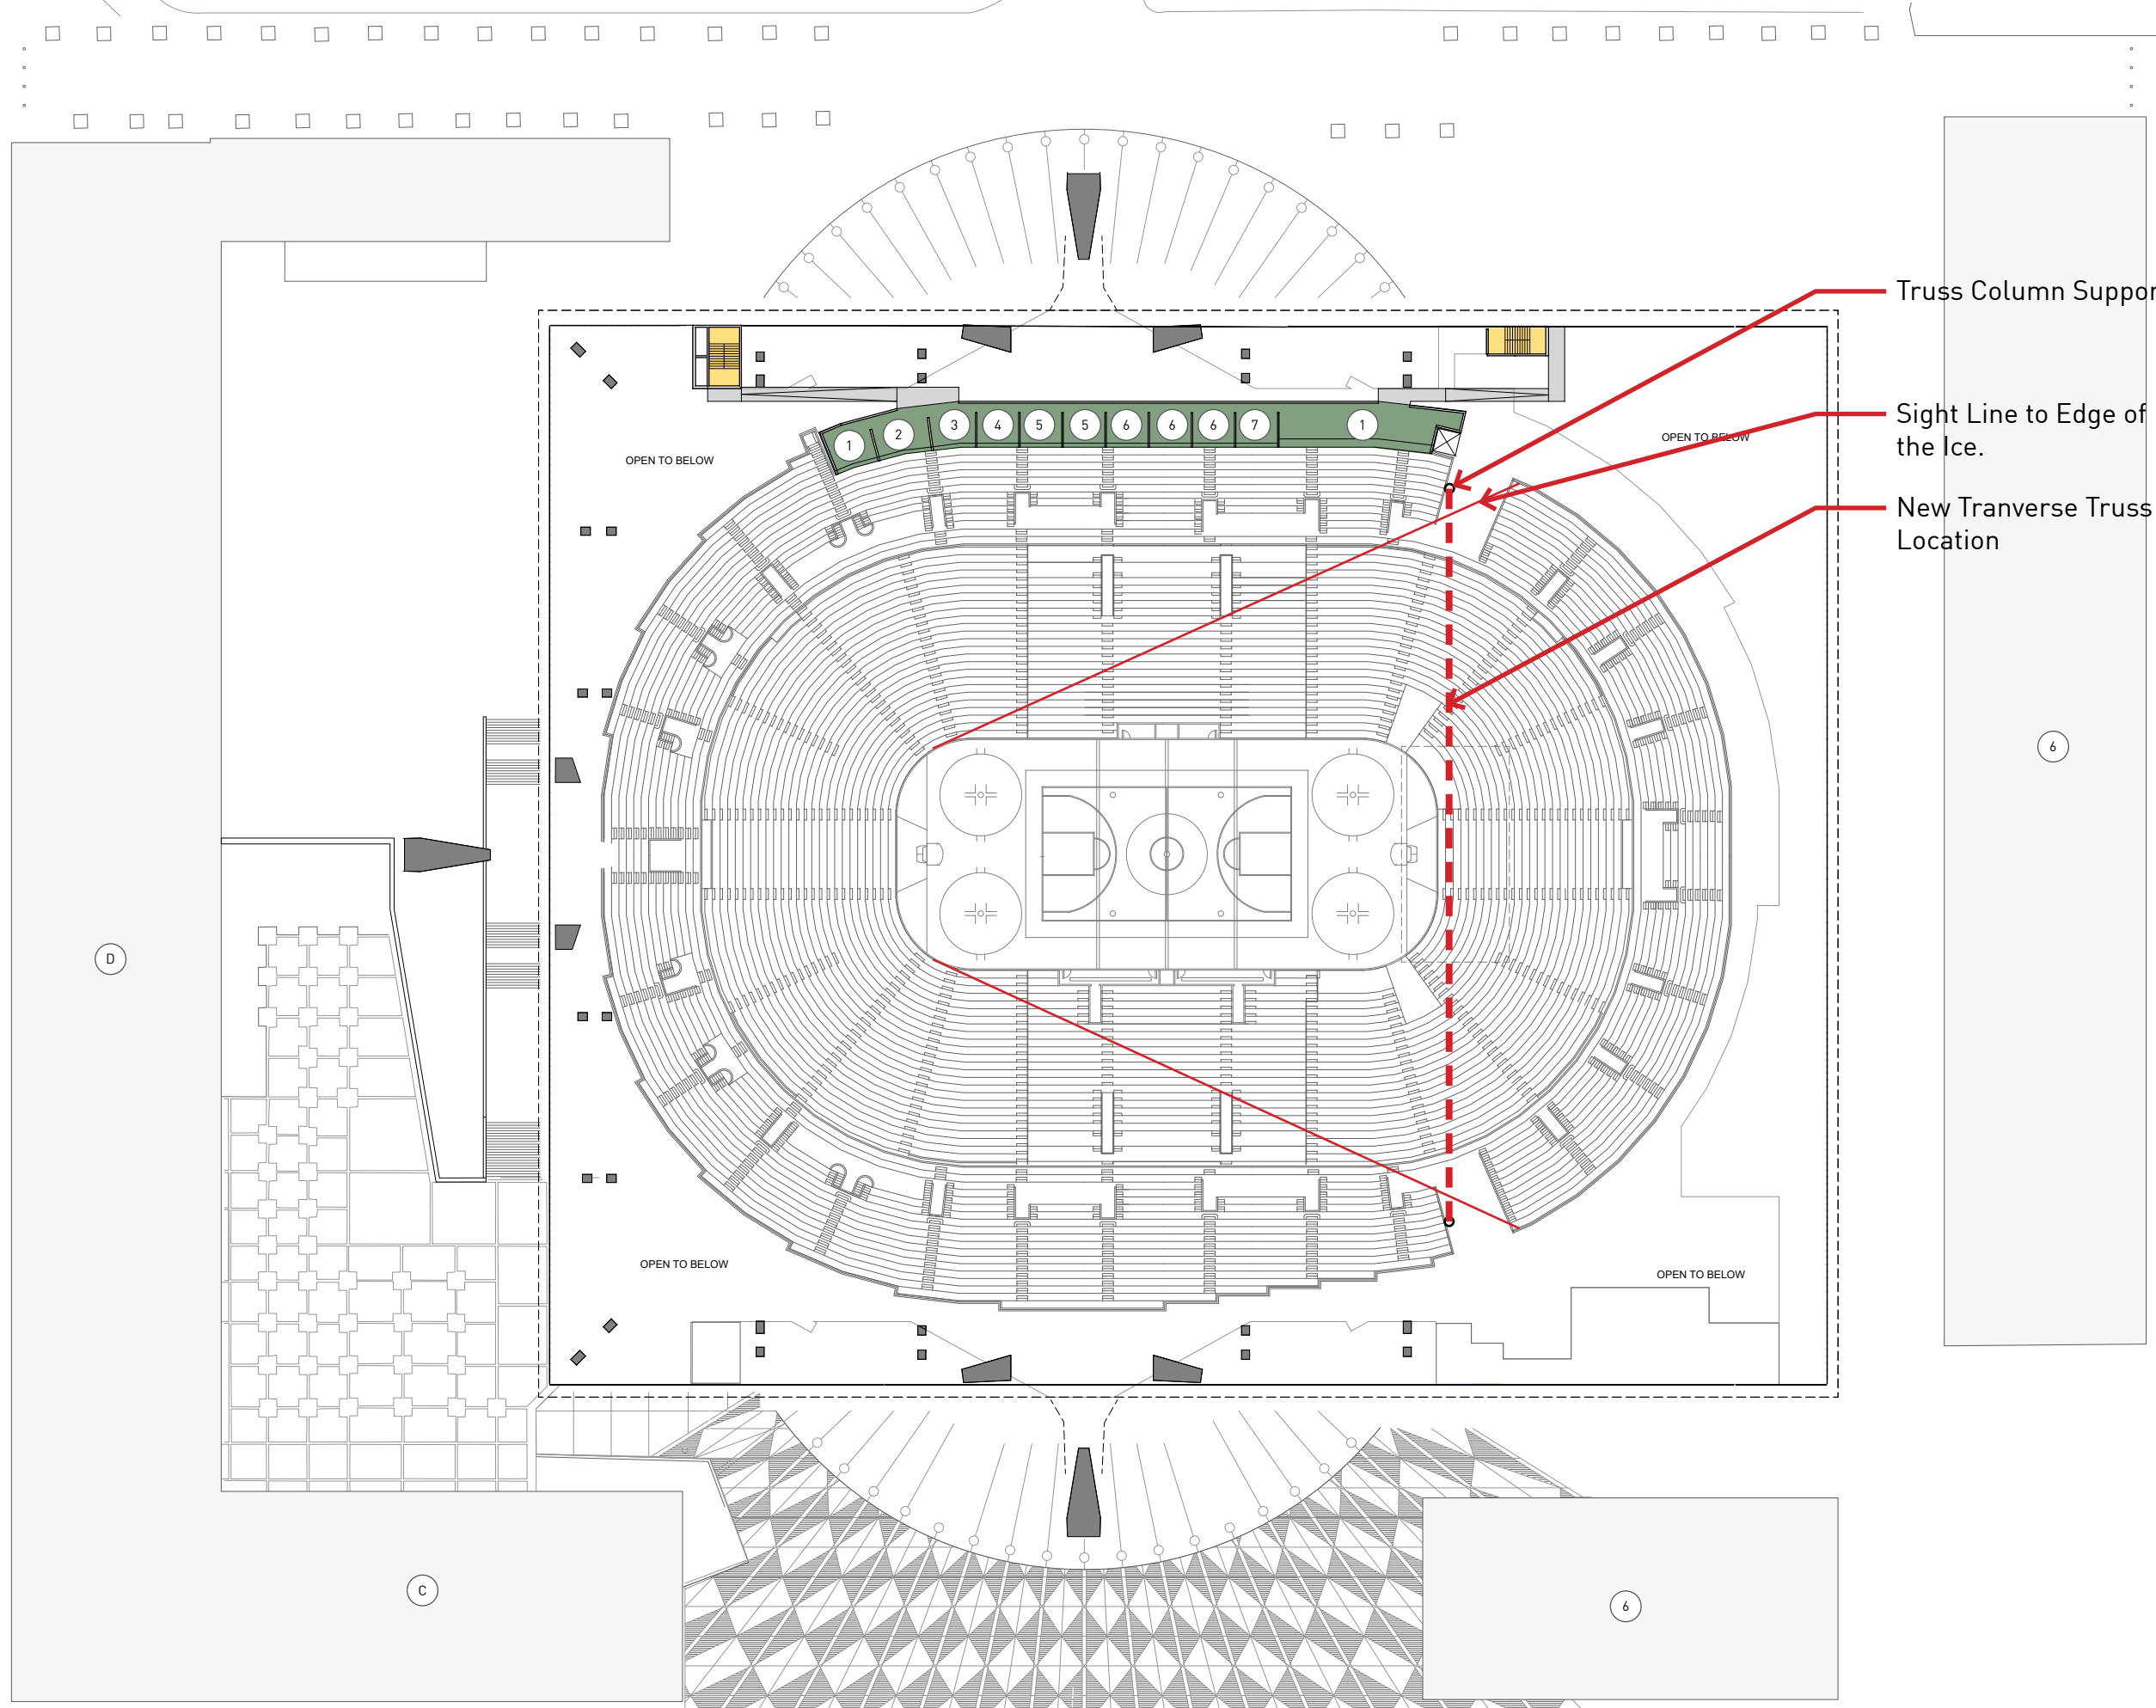 Truss Column Suppor
Sight Line to Edge of
the Ice.
OPEN TO BELOW
OPEN TO BELOW
1
2
3
4
5
5
6
6
6
7
1
New Tranverse Truss
Location
6
D
OPEN TO BELOW
OPEN TO BELOW
C
6